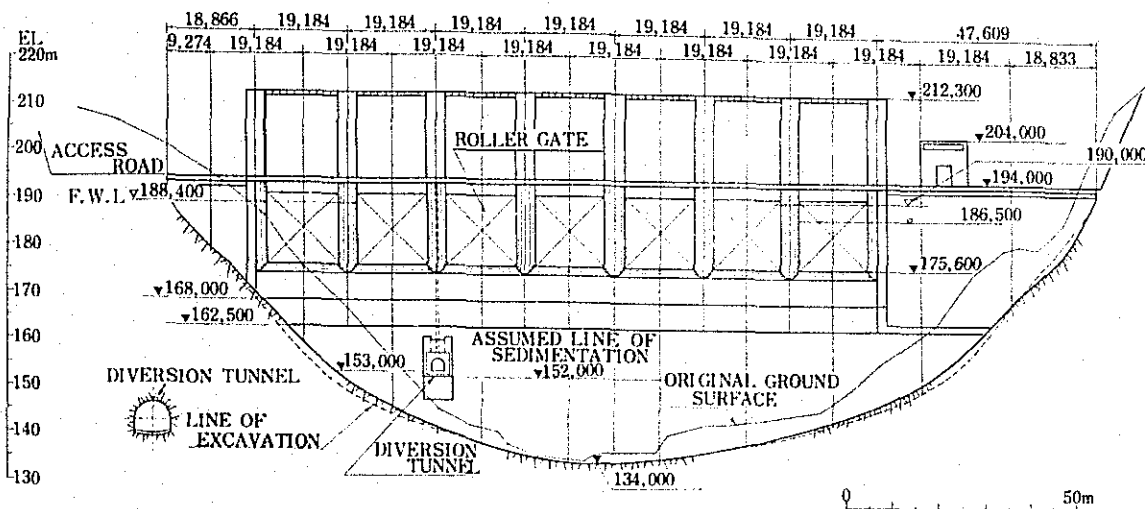 18,866 19,184 19,184 19,184 19,184 19,184 19,184 19,184 47,609
EL 9,274 19,184 19,184 19,184 19,184 19,184 19,184 19,184 19,184 18,833
220m
210
200
190
180
170
160
150
140
130
212,300
204,000
190,000
194,000
186,500
175,600
ROLLER GATE
ACCESS
ROAD
F.W.L 188,400
168,000
162,500
153,000
ASSUMED LINE OF
SEDIMENTATION
152,000
ORIGINAL GROUND
SURFACE
DIVERSION TUNNEL
LINE OF
EXCAVATION
DIVERSION
TUNNEL
134,000
0 50m